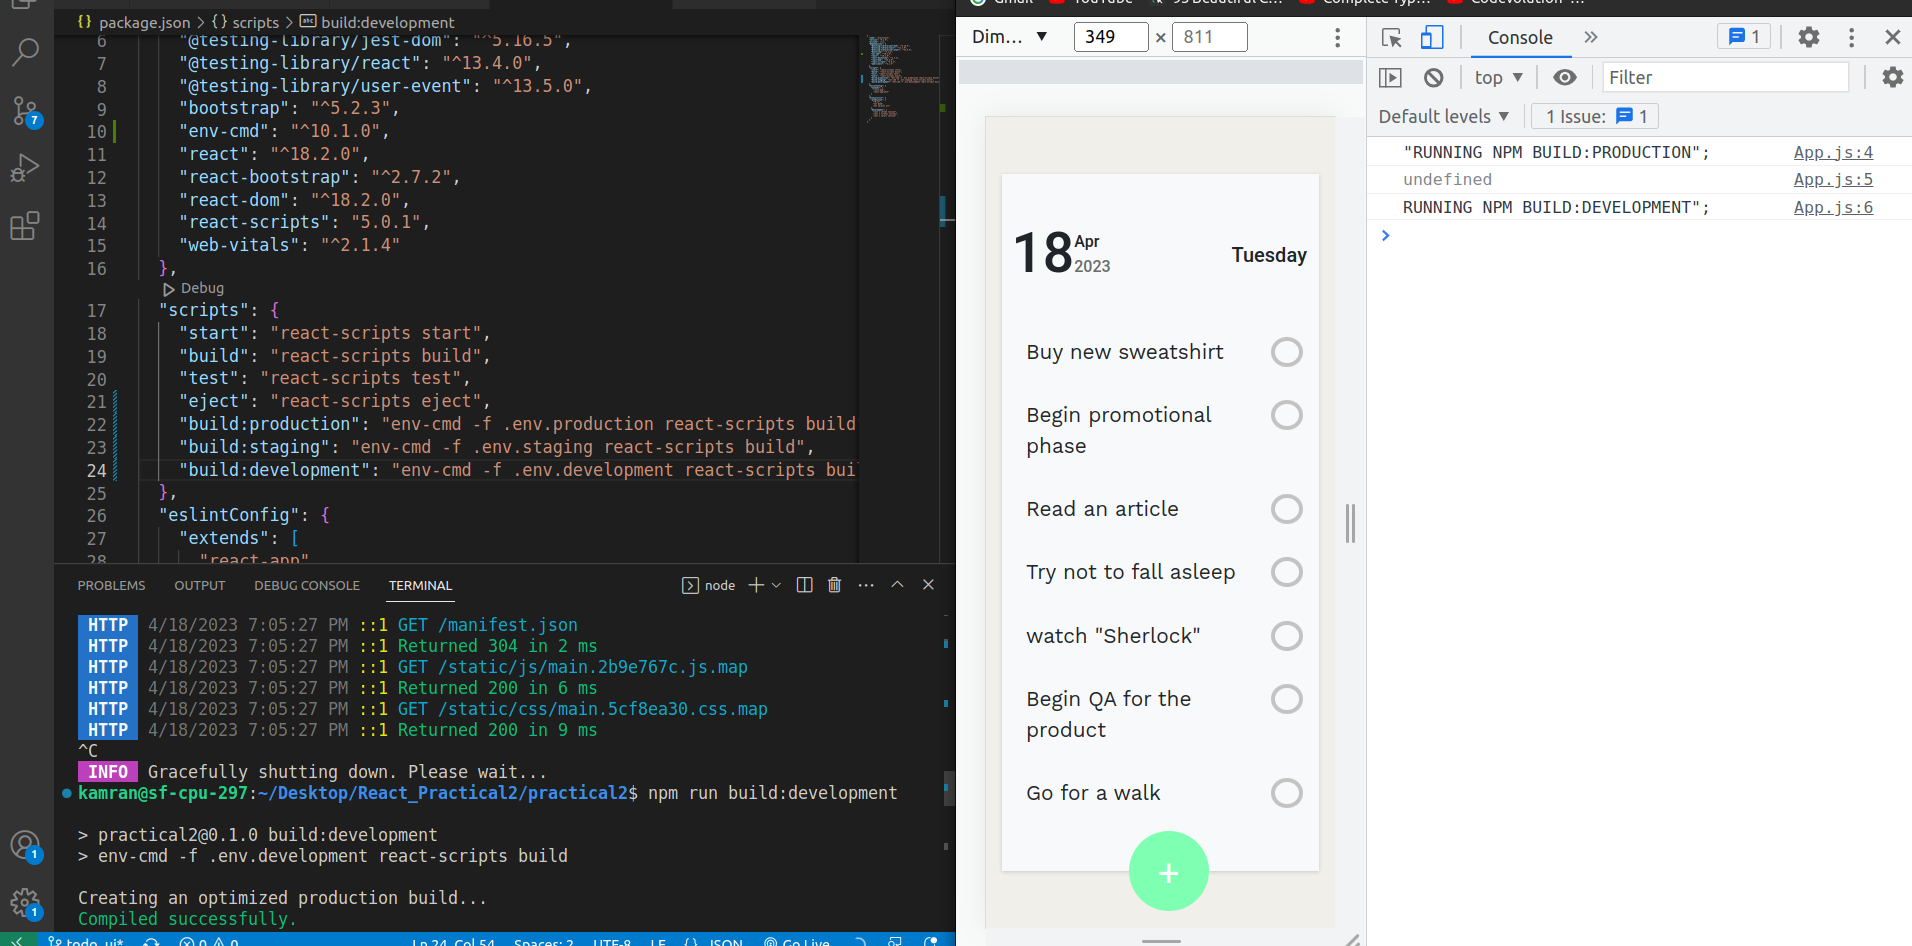 package.json > {} scripts > build:development
6 "@testing-library/jest-dom": "^5.16.5",
7 "@testing-library/react": "^13.4.0",
8 "@testing-library/user-event": "^13.5.0",
9 "bootstrap": "^5.2.3",
10 "env-cmd": "^10.1.0",
11 "react": "^18.2.0",
12 "react-bootstrap": "^2.7.2",
13 "react-dom": "^18.2.0",
14 "react-scripts": "5.0.1",
15 "web-vitals": "^2.1.4"
16 },
Debug
17 "scripts": {
18 "start": "react-scripts start",
19 "build": "react-scripts build",
20 "test": "react-scripts test",
21 "eject": "react-scripts eject",
22 "build:production": "env-cmd -f .env.production react-scripts build
23 "build:staging": "env-cmd -f .env.staging react-scripts build",
24 "build:development": "env-cmd -f .env.development react-scripts bui
25 },
26 "eslintConfig": {
27 "extends": [
28 "react-app"
7
1
1
PROBLEMS OUTPUT DEBUG CONSOLE TERMINAL node
HTTP 4/18/2023 7:05:27 PM ::1 GET /manifest.json
HTTP 4/18/2023 7:05:27 PM ::1 Returned 304 in 2 ms
HTTP 4/18/2023 7:05:27 PM ::1 GET /static/js/main.2b9e767c.js.map
HTTP 4/18/2023 7:05:27 PM ::1 Returned 200 in 6 ms
HTTP 4/18/2023 7:05:27 PM ::1 GET /static/css/main.5cf8ea30.css.map
HTTP 4/18/2023 7:05:27 PM ::1 Returned 200 in 9 ms
^C
INFO Gracefully shutting down. Please wait...
kamran@sf-cpu-297:~/Desktop/React_Practical2/practical2$ npm run build:development
> practical2@0.1.0 build:development
> env-cmd -f .env.development react-scripts build
Creating an optimized production build...
Compiled successfully.
todo_ui* 0 0 Ln 24, Col 54 Spaces: 2 UTF-8 LF {} JSON Go Live
Gmail YouTube
Dim... ▼ 349 × 811
18 Apr
2023
Tuesday
Buy new sweatshirt
Begin promotional
phase
Read an article
Try not to fall asleep
watch "Sherlock"
Begin QA for the
product
Go for a walk
+
Console » 1
top ▼ Filter
Default levels ▼ 1 Issue: 1
"RUNNING NPM BUILD:PRODUCTION"; App.js:4
undefined App.js:5
RUNNING NPM BUILD:DEVELOPMENT"; App.js:6